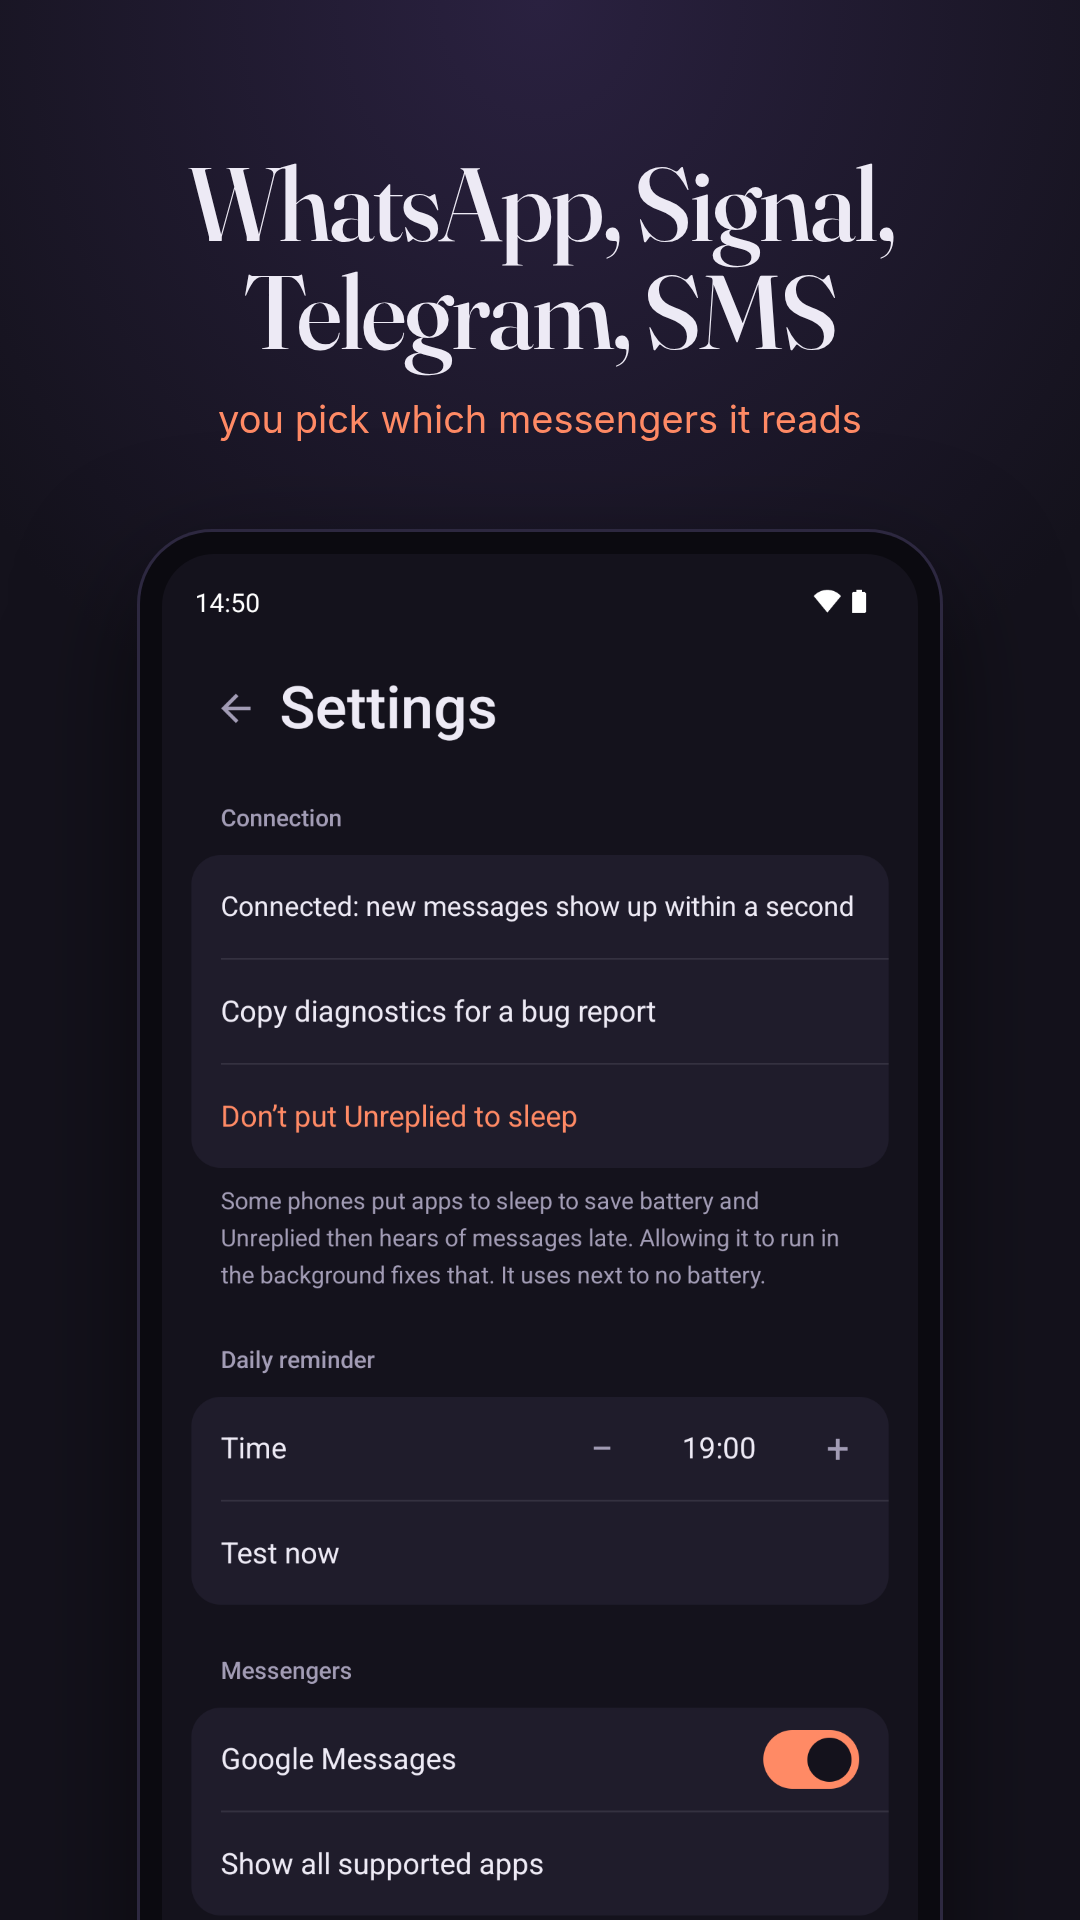 WhatsApp, Signal,
Telegram, SMS
you pick which messengers it reads
14:50
Settings
Connection
Connected: new messages show up within a second
Copy diagnostics for a bug report
Don’t put Unreplied to sleep
Some phones put apps to sleep to save battery and
Unreplied then hears of messages late. Allowing it to run in
the background fixes that. It uses next to no battery.
Daily reminder
Time − 19:00 +
Test now
Messengers
Google Messages
Show all supported apps